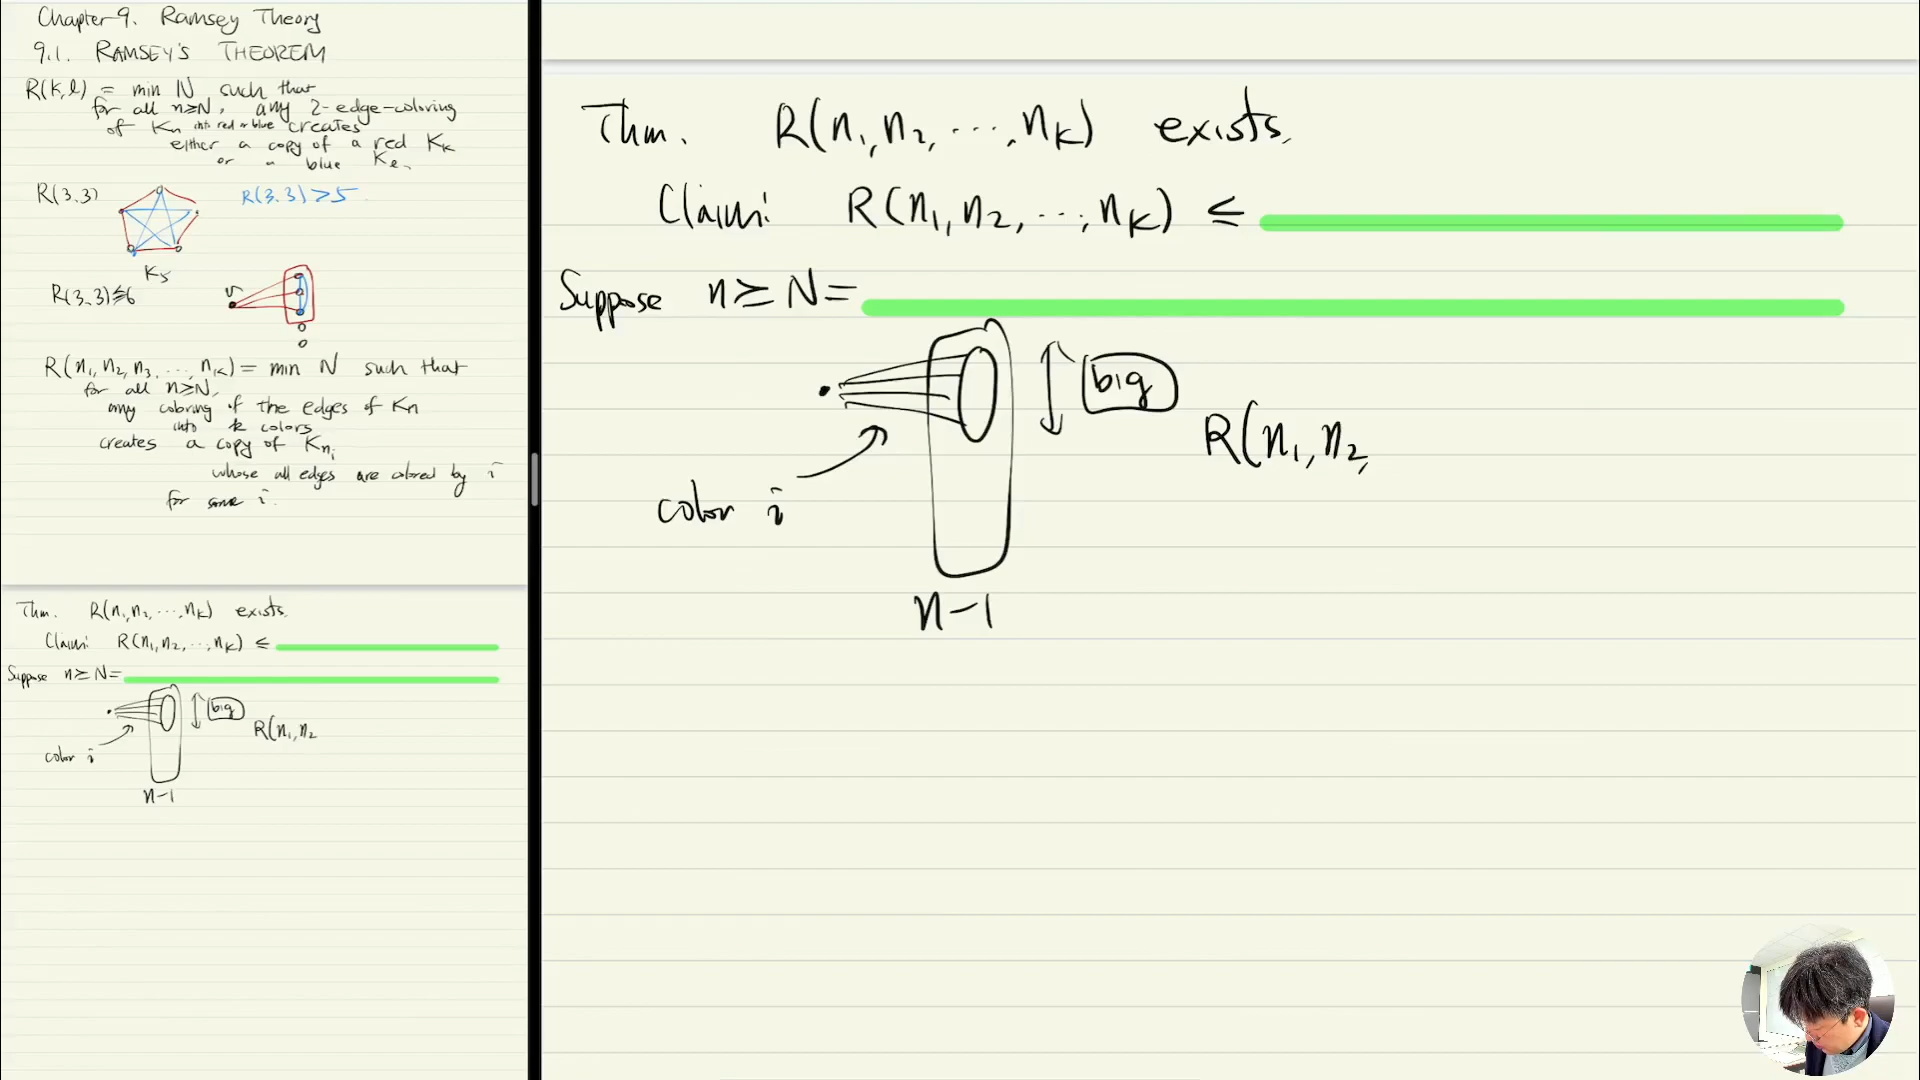 Chapter 9. Ramsey Theory
9.1. RAMSEY'S THEOREM
R(k,l) = min N such that
for all n≥N, any 2-edge-coloring
of Kn into red or blue creates
either a copy of a red Kk
or a blue Kl.
R(3,3) R(3,3)>5
K5
R(3,3)≤6 v
R(n1, n2, n3, ..., nk) = min N such that
for all n≥N,
any coloring of the edges of Kn
into k colors
creates a copy of Kni
whose all edges are colored by i
for some i.
Thm. R(n1,n2, ..., nk) exists.
Claim: R(n1,n2, ..., nk) ≤
Suppose n≥N=
big
R(n1,n2
color i
n-1
Thm. R(n1,n2, ..., nk) exists.
Claim: R(n1,n2, ..., nk) ≤
Suppose n≥N=
big
R(n1,n2,
color i
n-1